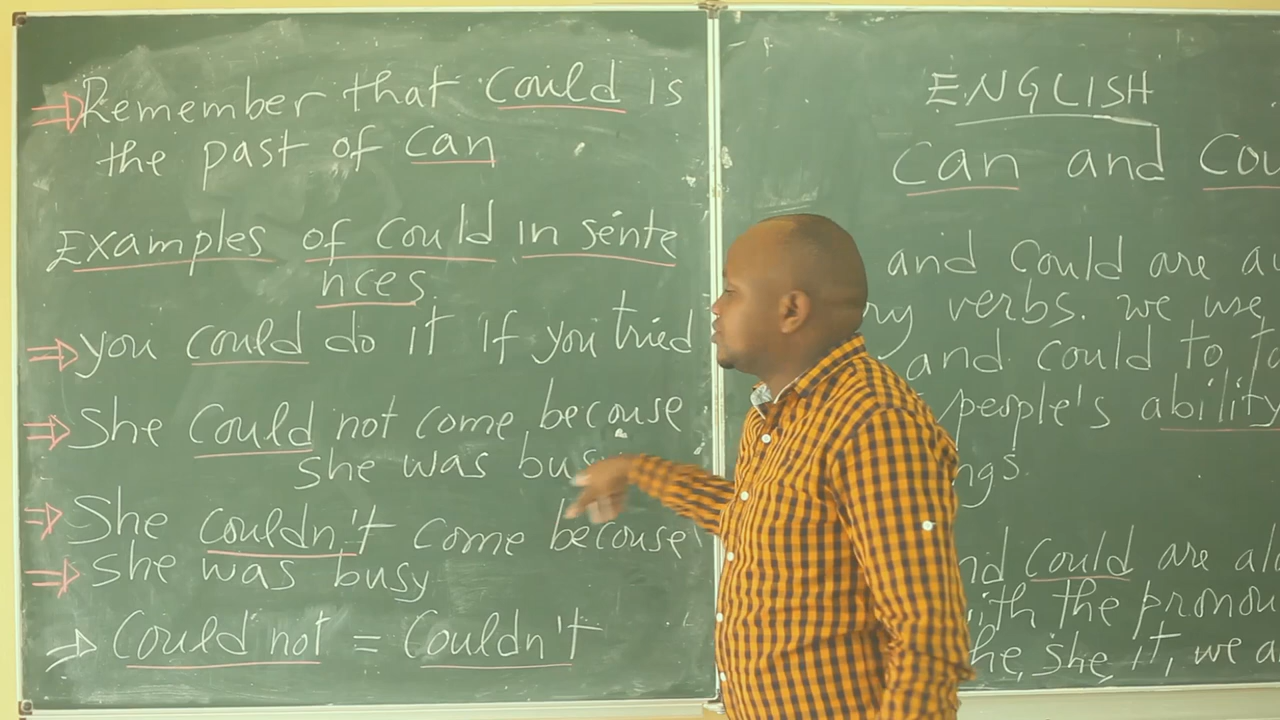 ⇒ Remember that Could is
the past of can
Examples of Could in sente
nces
⇒ you could do it If you tried
⇒ She Could not come becouse
she was bus
⇒ She couldn't come becouse
⇒ she was busy
⇒ Could not = Couldn't
ENGLISH
Can and Cou
and Could are au
ry verbs. we use
and could to ta
people's ability
ngs.
nd Could are al
ith the pronou
he, she, it, we a